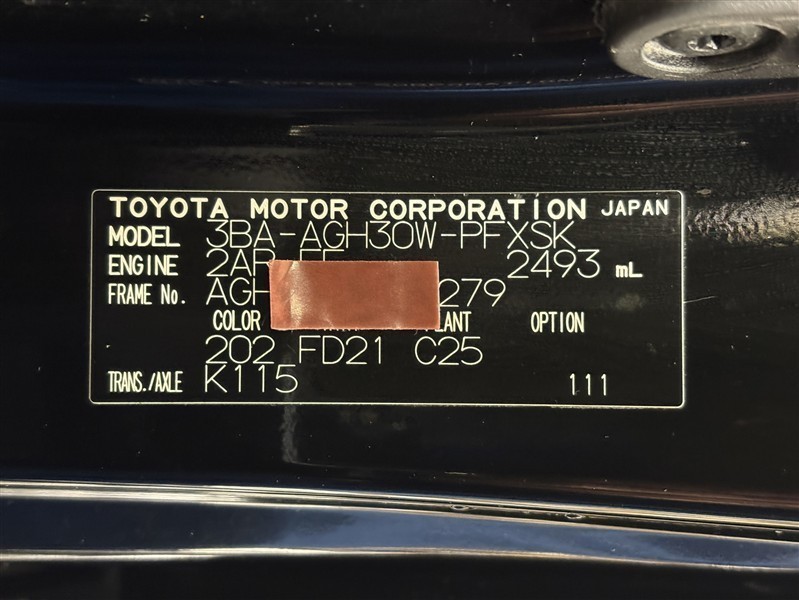 TOYOTA MOTOR CORPORATION JAPAN
MODEL 3BA-AGH30W-PFXSK
ENGINE 2493 mL
FRAME No. AGH 279
COLOR OPTION
202 FD21 C25
TRANS./AXLE K115 111